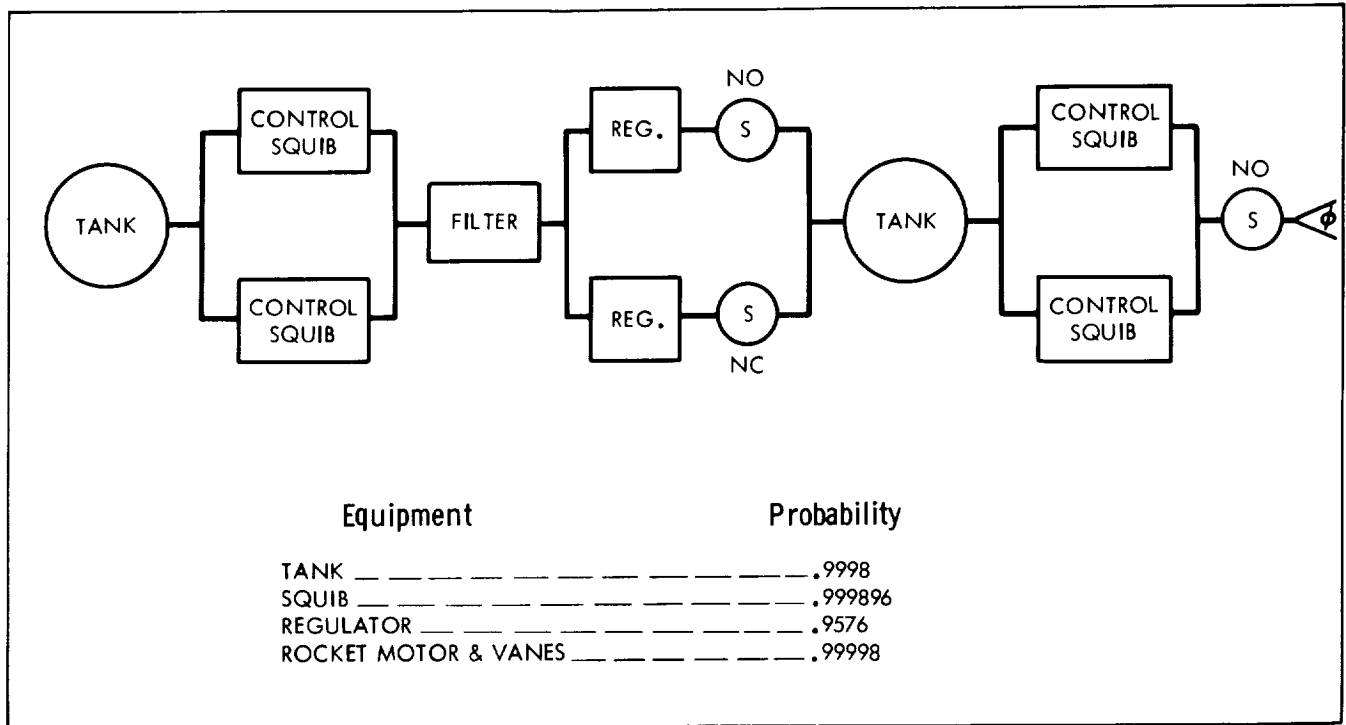 NO
NO
CONTROL
SQUIB
REG.
S
CONTROL
SQUIB
TANK
FILTER
TANK
S
ϕ
CONTROL
SQUIB
REG.
S
CONTROL
SQUIB
NC
Equipment Probability
TANK .9998
SQUIB .999896
REGULATOR .9576
ROCKET MOTOR & VANES .99998